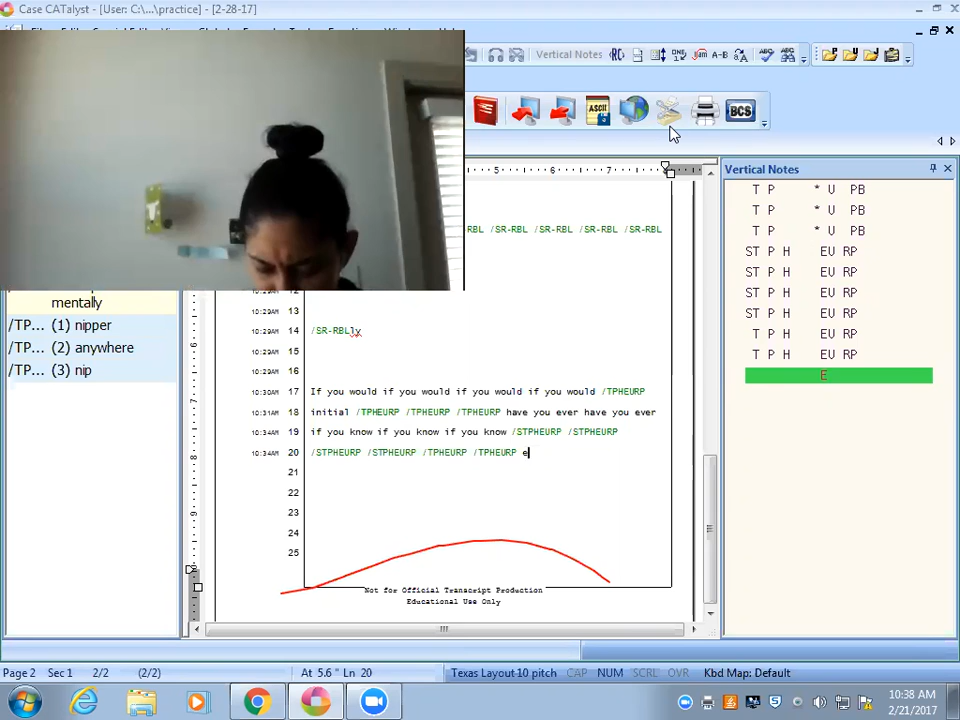 Case CATalyst - [User: C:\...\practice] - [2-28-17]
Vertical Notes
ASCII
BCS
5 6 7
Vertical Notes
T P * U PB
T P * U PB
T P * U PB
ST P H EU RP
ST P H EU RP
ST P H EU RP
ST P H EU RP
T P H EU RP
T P H EU RP
E
mentally
/TP... (1) nipper
/TP... (2) anywhere
/TP... (3) nip
-RBL /SR-RBL /SR-RBL /SR-RBL /SR-RBL
10:29AM 13
10:29AM 14 /SR-RBLly
10:29AM 15
10:29AM 16
10:30AM 17 If you would if you would if you would if you would /TPHEURP
10:31AM 18 initial /TPHEURP /TPHEURP /TPHEURP have you ever have you ever
10:34AM 19 if you know if you know if you know /STPHEURP /STPHEURP
10:34AM 20 /STPHEURP /STPHEURP /TPHEURP /TPHEURP e
21
22
23
24
25
Not for Official Transcript Production
Educational Use Only
Page 2 Sec 1 2/2 (2/2) At 5.6" Ln 20 Texas Layout 10 pitch CAP NUM SCRL OVR Kbd Map: Default
10:38 AM
2/21/2017